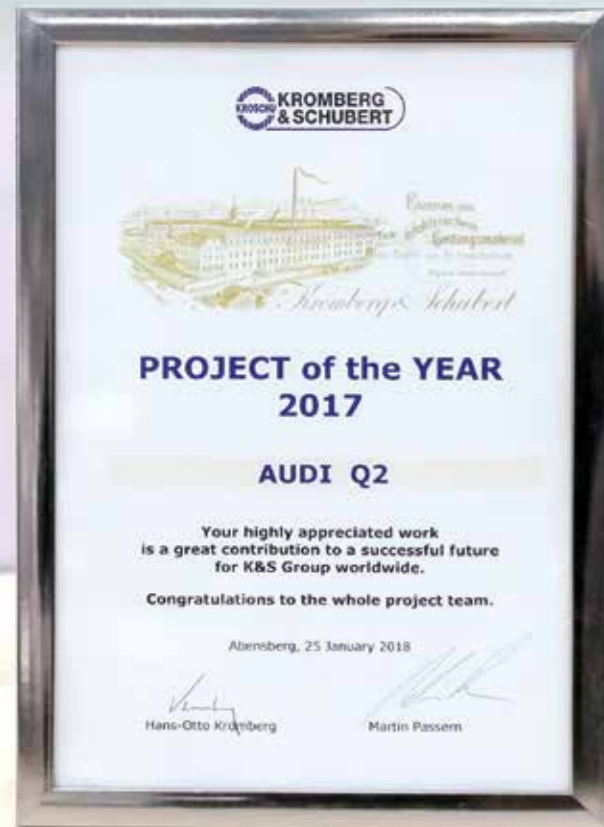 KROSCHU
KROMBERG
& SCHUBERT
Kromberg & Schubert
PROJECT of the YEAR
2017
AUDI Q2
Your highly appreciated work
is a great contribution to a successful future
for K&S Group worldwide.
Congratulations to the whole project team.
Abensberg, 25 January 2018
Hans-Otto Kromberg
Martin Passern